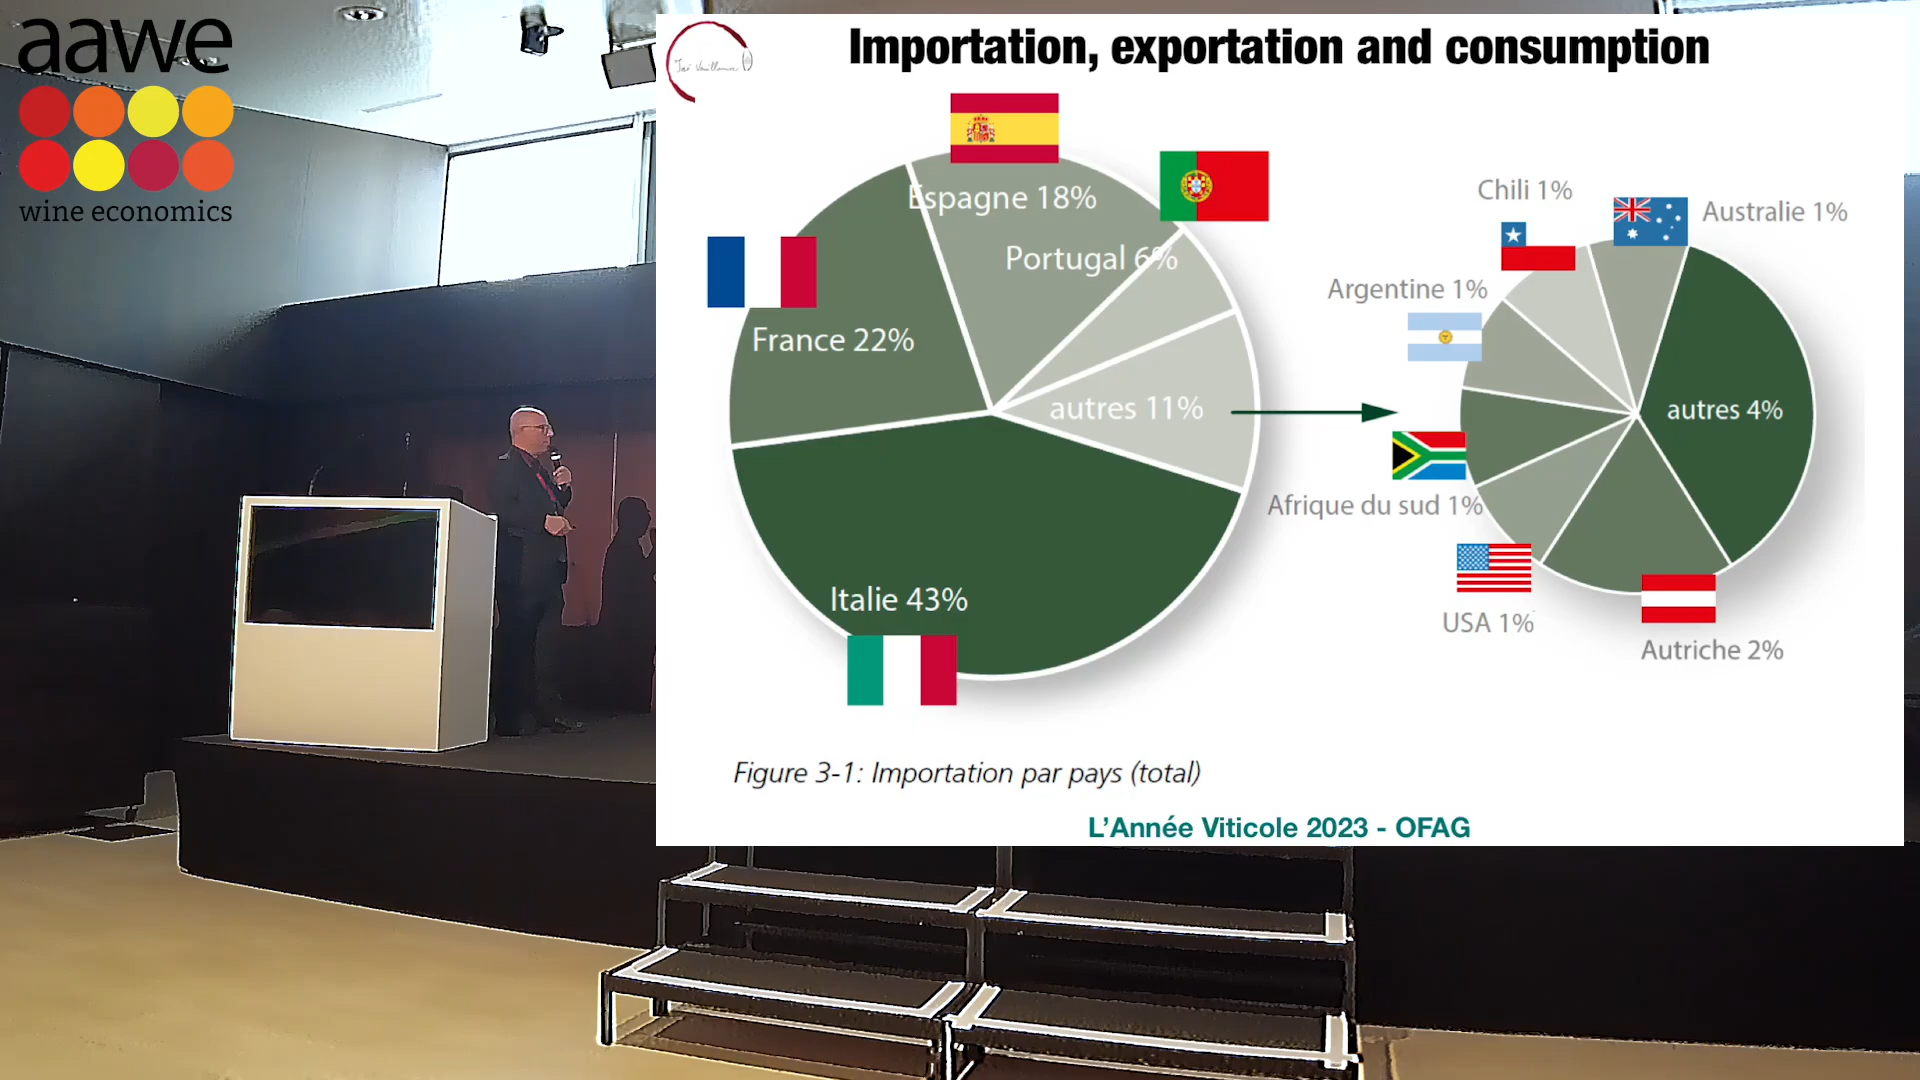 aawe
wine economics
Importation, exportation and consumption
Espagne 18%
Portugal 6%
France 22%
autres 11%
Italie 43%
Chili 1%
Australie 1%
Argentine 1%
autres 4%
Afrique du sud 1%
USA 1%
Autriche 2%
Figure 3-1: Importation par pays (total)
L'Année Viticole 2023 - OFAG